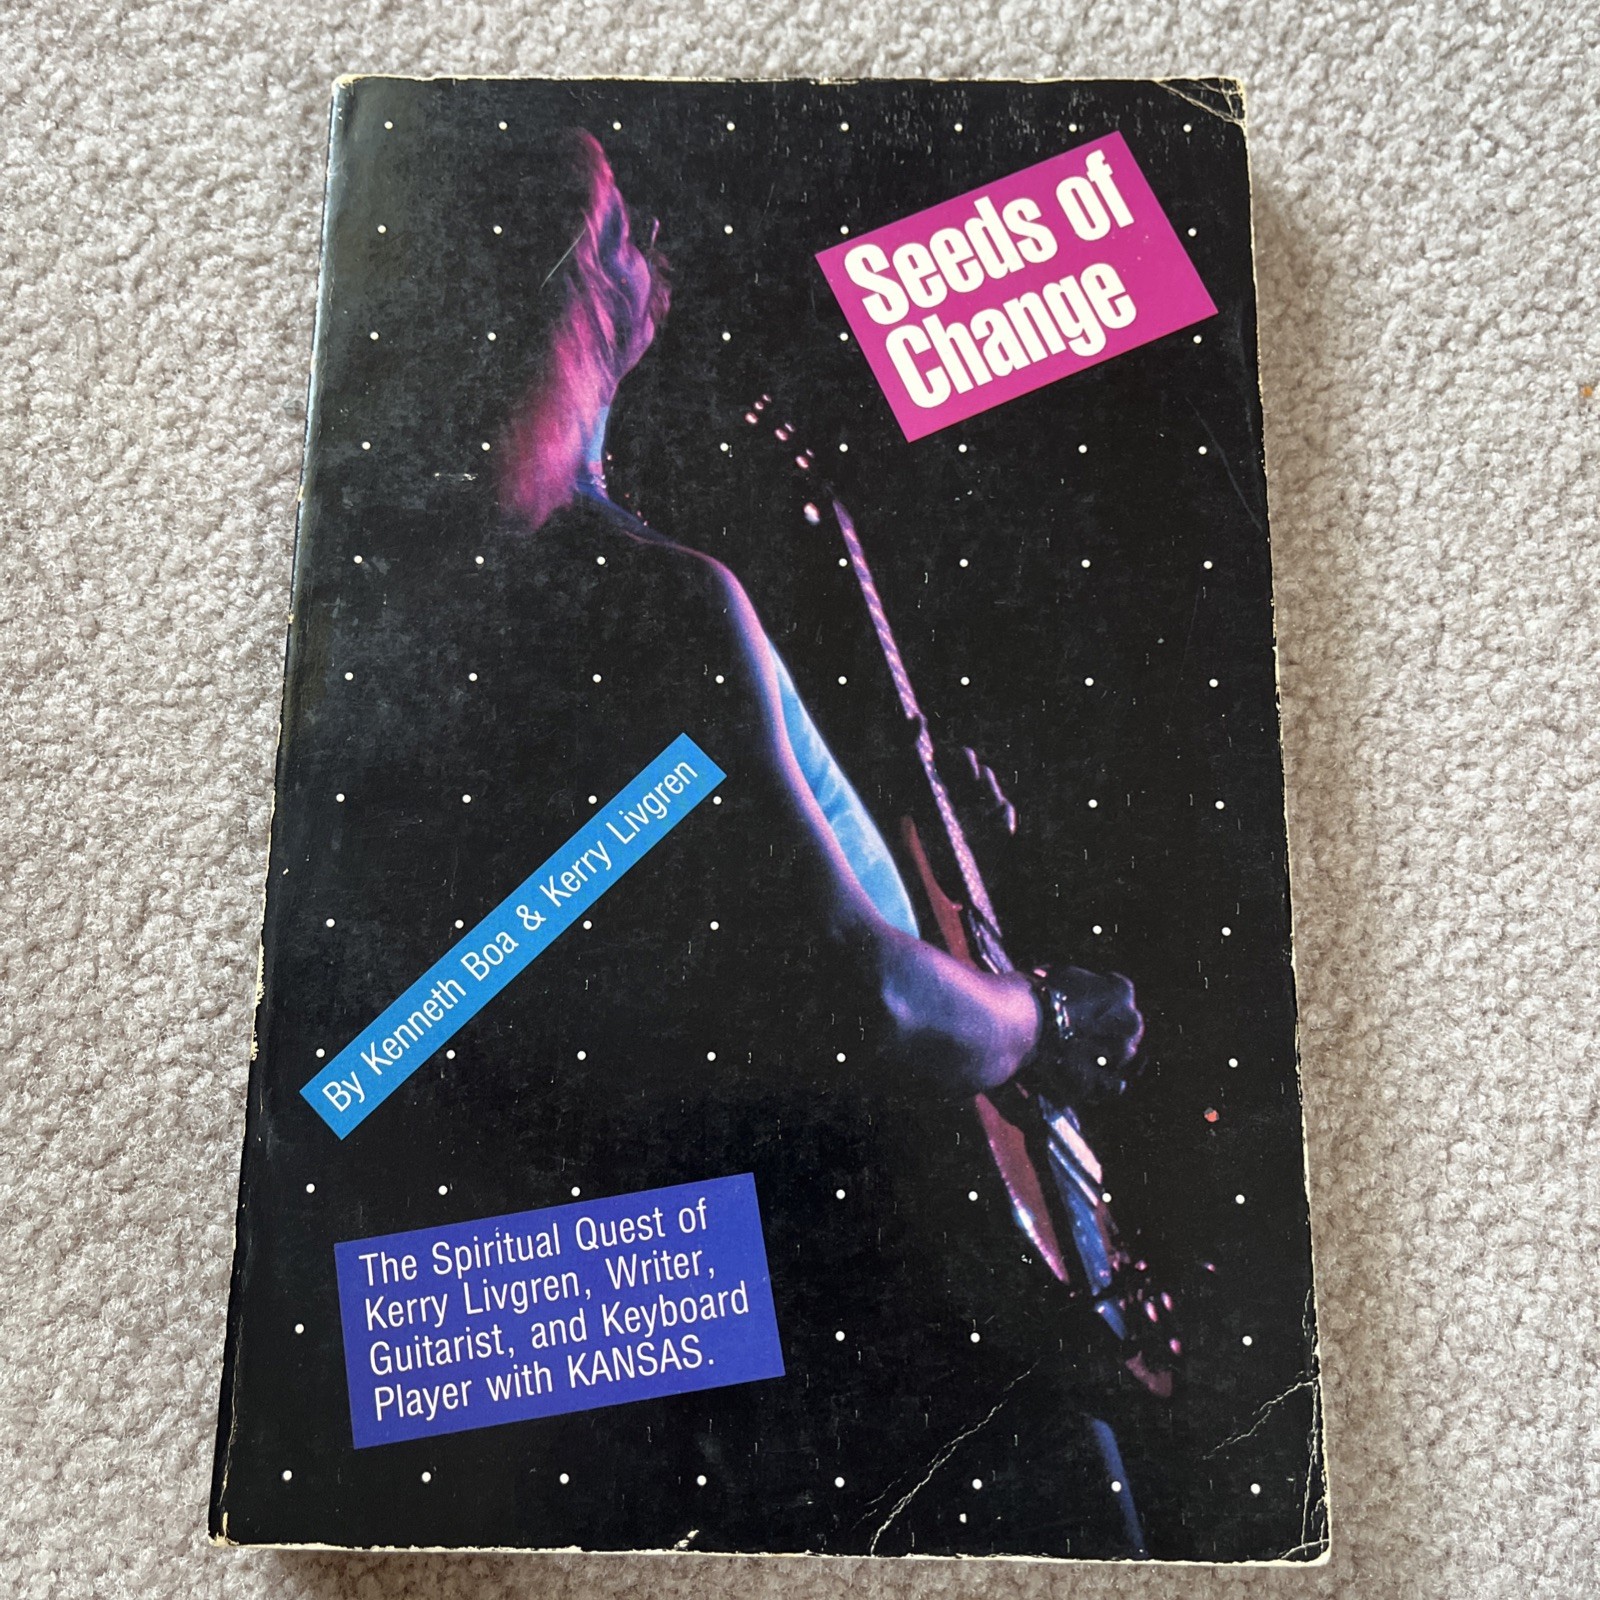 Seeds of
Change
By Kenneth Boa & Kerry Livgren
The Spiritual Quest of
Kerry Livgren, Writer,
Guitarist, and Keyboard
Player with KANSAS.